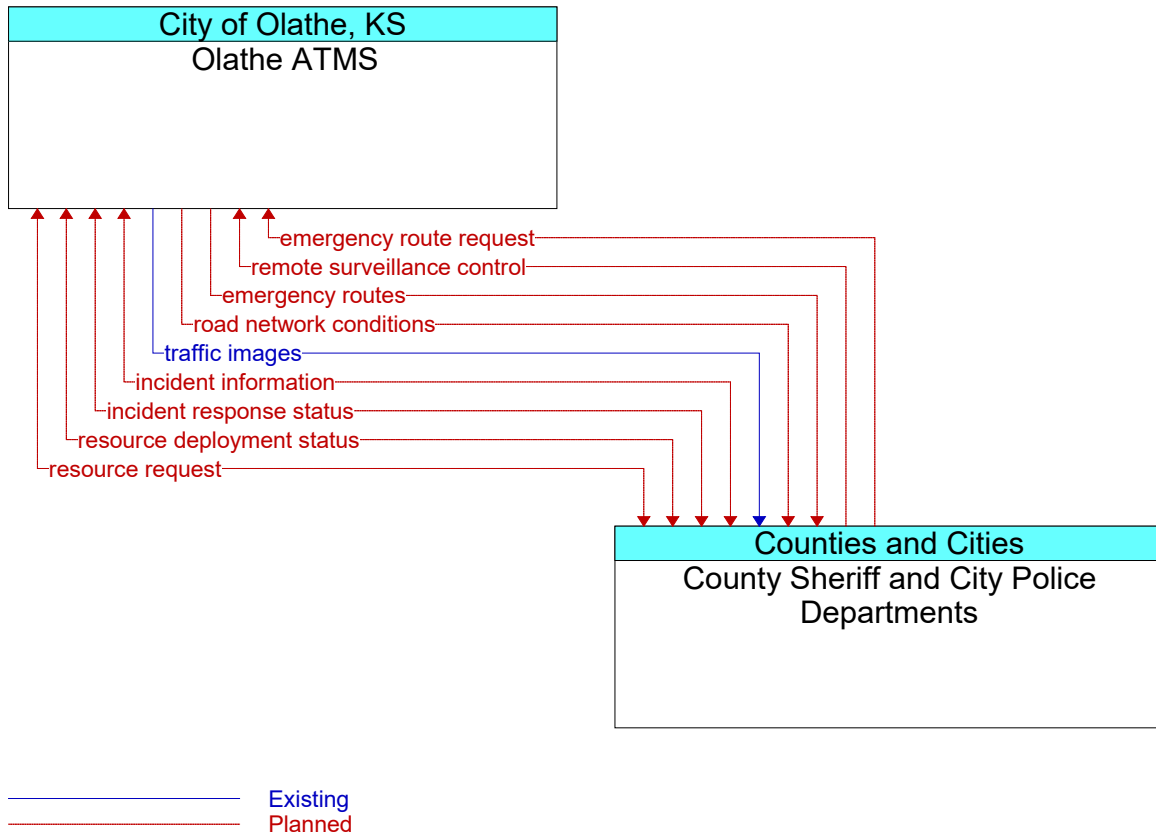 City of Olathe, KS
Olathe ATMS
emergency route request
remote surveillance control
emergency routes
road network conditions
traffic images
incident information
incident response status
resource deployment status
resource request
Counties and Cities
County Sheriff and City Police
Departments
Existing
Planned